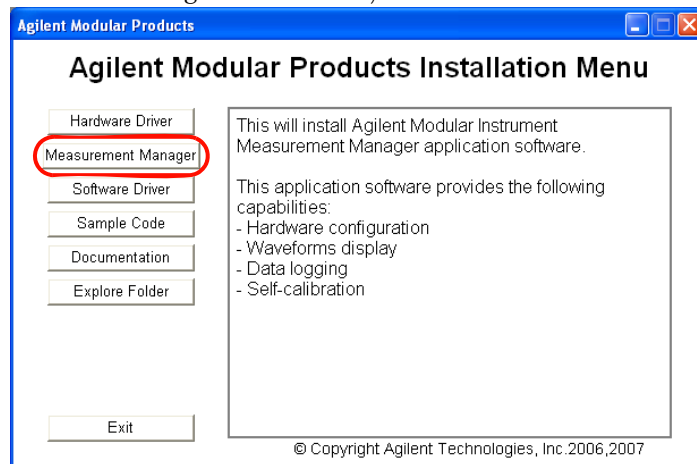 Agilent Modular Products
Agilent Modular Products Installation Menu
Hardware Driver
Measurement Manager
Software Driver
Sample Code
Documentation
Explore Folder
Exit
This will install Agilent Modular Instrument
Measurement Manager application software.
This application software provides the following
capabilities:
- Hardware configuration
- Waveforms display
- Data logging
- Self-calibration
© Copyright Agilent Technologies, Inc.2006,2007